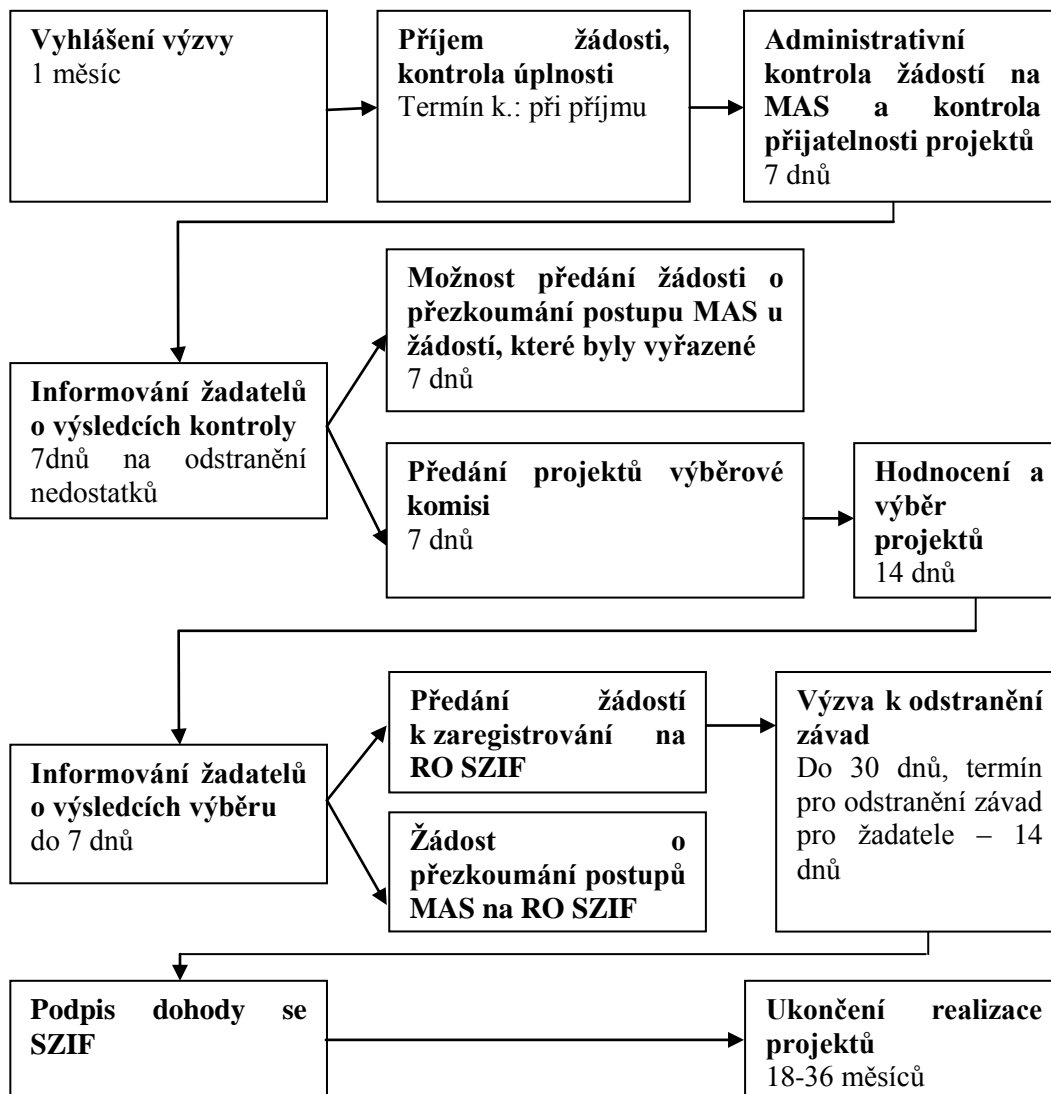 Vyhlášení výzvy
1 měsíc
Příjem žádosti,
kontrola úplnosti
Termín k.: při příjmu
Administrativní
kontrola žádostí na
MAS a kontrola
přijatelnosti projektů
7 dnů
Možnost předání žádosti o
přezkoumání postupu MAS u
žádostí, které byly vyřazené
7 dnů
Informování žadatelů
o výsledcích kontroly
7dnů na odstranění
nedostatků
Předání projektů výběrové
komisi
7 dnů
Hodnocení a
výběr
projektů
14 dnů
Informování žadatelů
o výsledcích výběru
do 7 dnů
Předání žádostí
k zaregistrování na
RO SZIF
Žádost o
přezkoumání postupů
MAS na RO SZIF
Výzva k odstranění
závad
Do 30 dnů, termín
pro odstranění závad
pro žadatele – 14
dnů
Podpis dohody se
SZIF
Ukončení realizace
projektů
18-36 měsíců